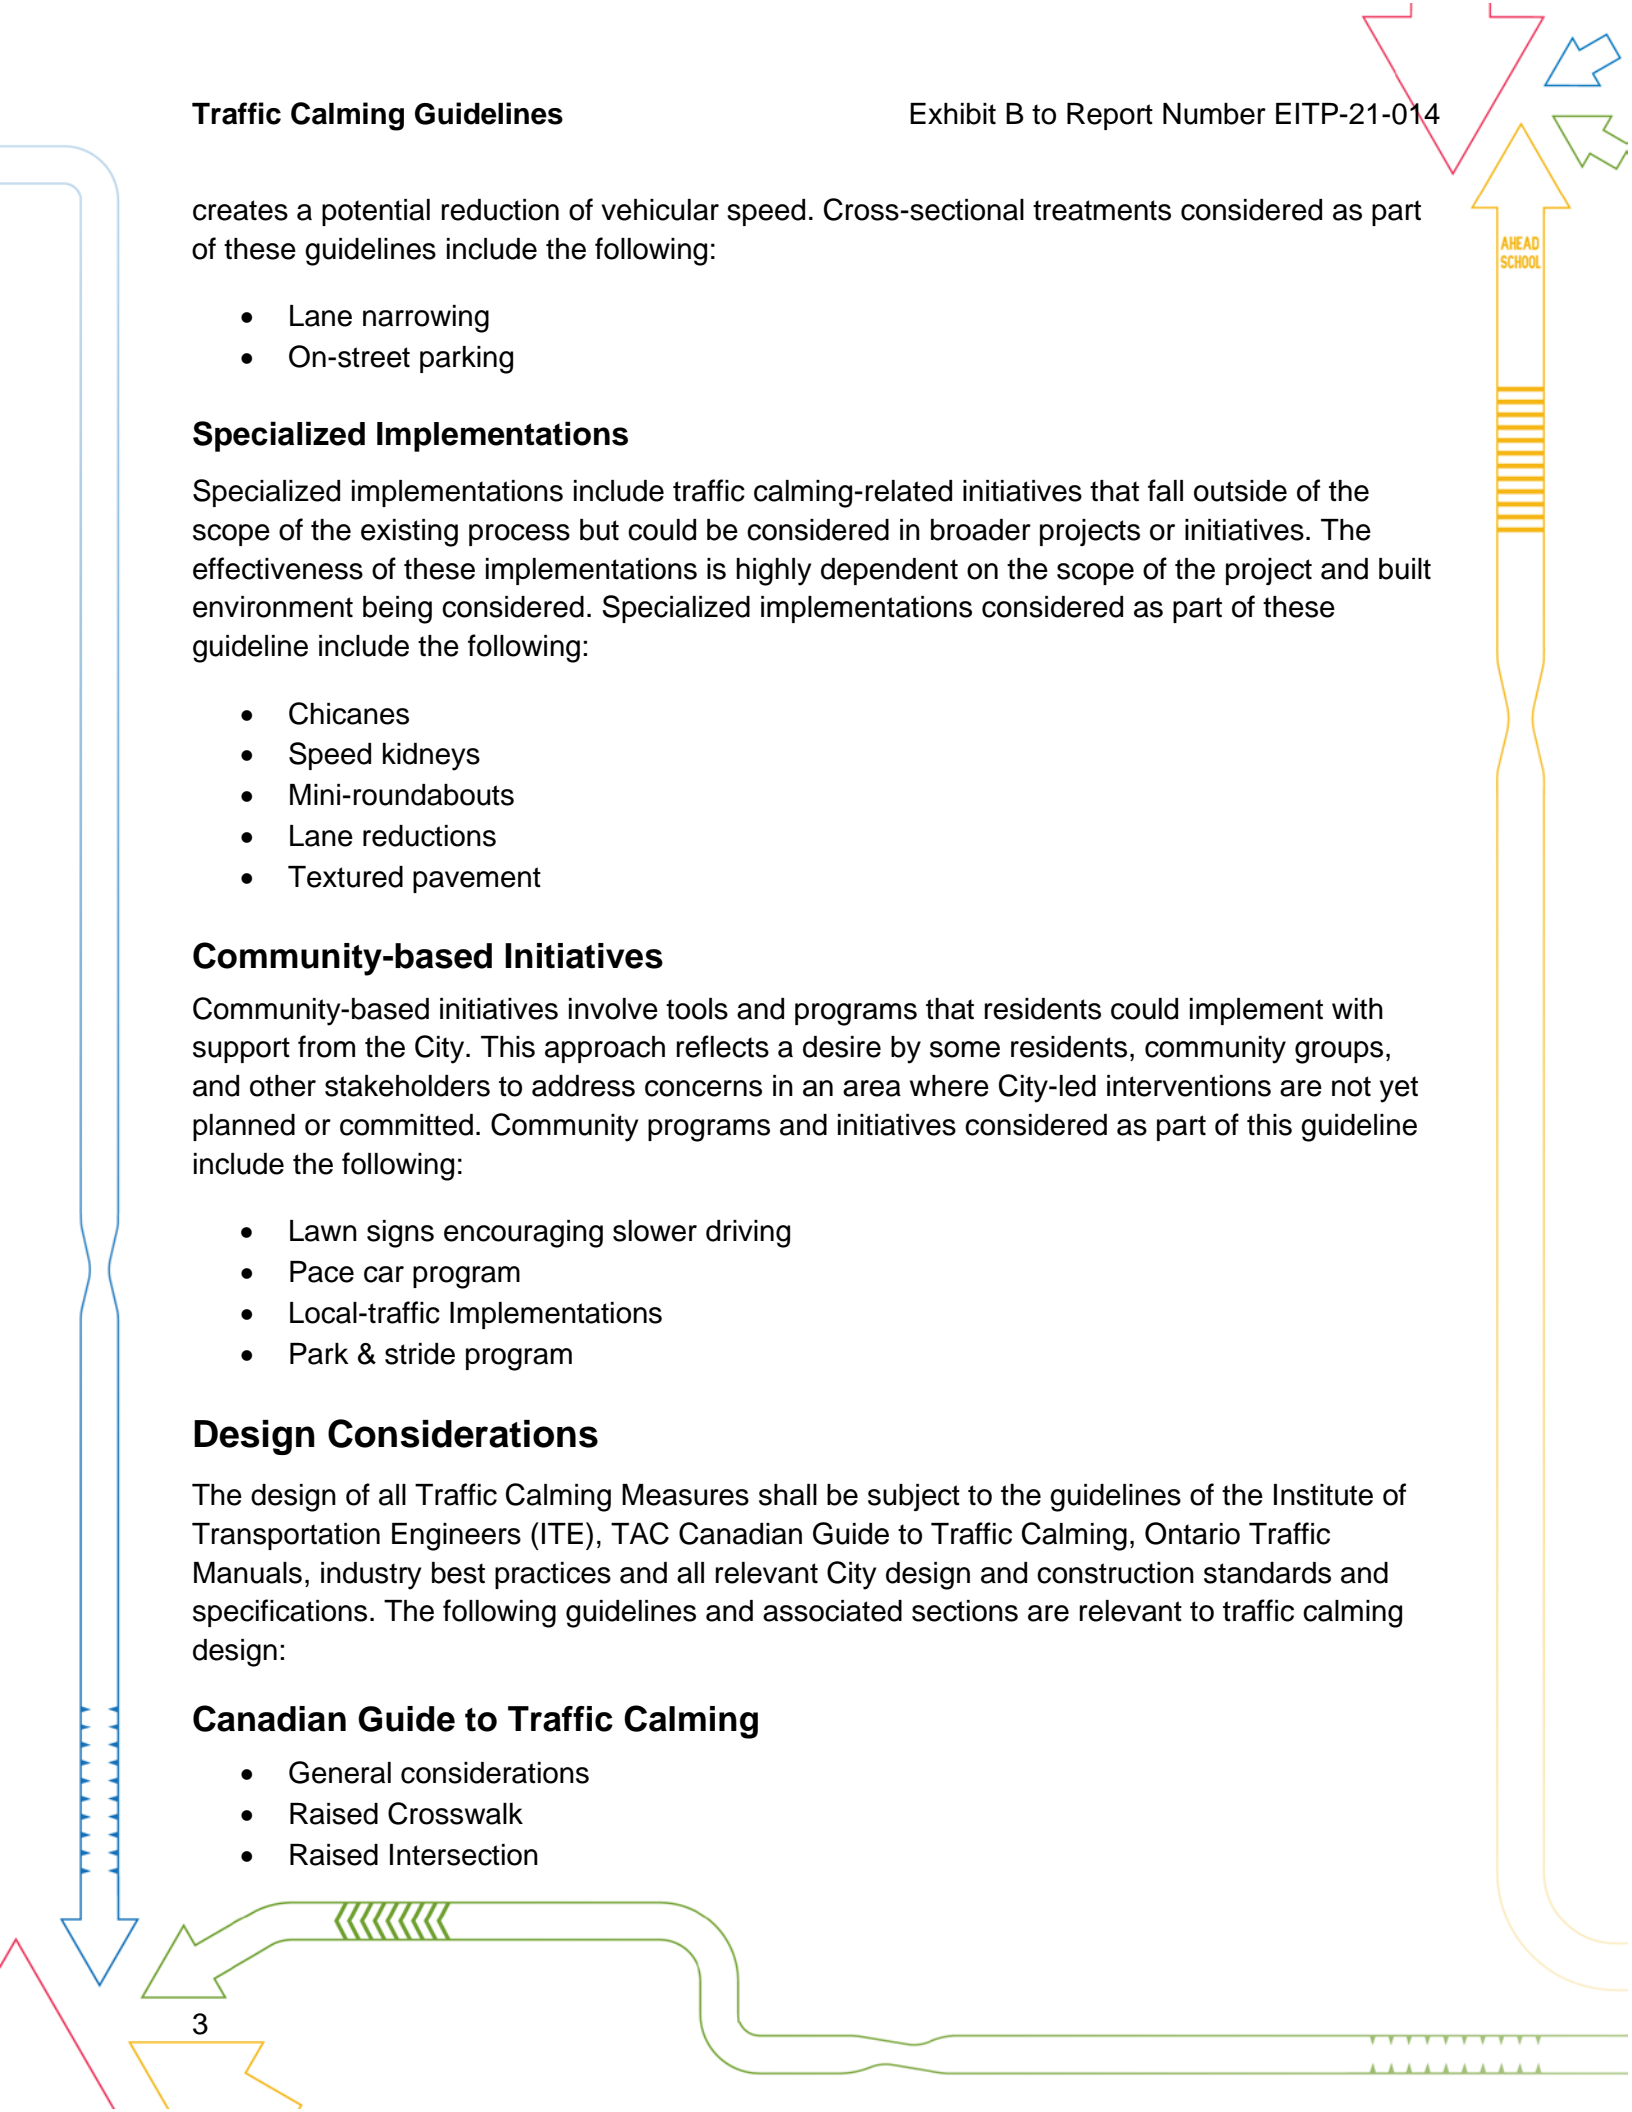 Traffic Calming Guidelines Exhibit B to Report Number EITP-21-014
creates a potential reduction of vehicular speed. Cross-sectional treatments considered as part
of these guidelines include the following:
• Lane narrowing
• On-street parking
AHEAD
SCHOOL
Specialized Implementations
Specialized implementations include traffic calming-related initiatives that fall outside of the
scope of the existing process but could be considered in broader projects or initiatives. The
effectiveness of these implementations is highly dependent on the scope of the project and built
environment being considered. Specialized implementations considered as part of these
guideline include the following:
• Chicanes
• Speed kidneys
• Mini-roundabouts
• Lane reductions
• Textured pavement
Community-based Initiatives
Community-based initiatives involve tools and programs that residents could implement with
support from the City. This approach reflects a desire by some residents, community groups,
and other stakeholders to address concerns in an area where City-led interventions are not yet
planned or committed. Community programs and initiatives considered as part of this guideline
include the following:
• Lawn signs encouraging slower driving
• Pace car program
• Local-traffic Implementations
• Park & stride program
Design Considerations
The design of all Traffic Calming Measures shall be subject to the guidelines of the Institute of
Transportation Engineers (ITE), TAC Canadian Guide to Traffic Calming, Ontario Traffic
Manuals, industry best practices and all relevant City design and construction standards and
specifications. The following guidelines and associated sections are relevant to traffic calming
design:
Canadian Guide to Traffic Calming
• General considerations
• Raised Crosswalk
• Raised Intersection
3